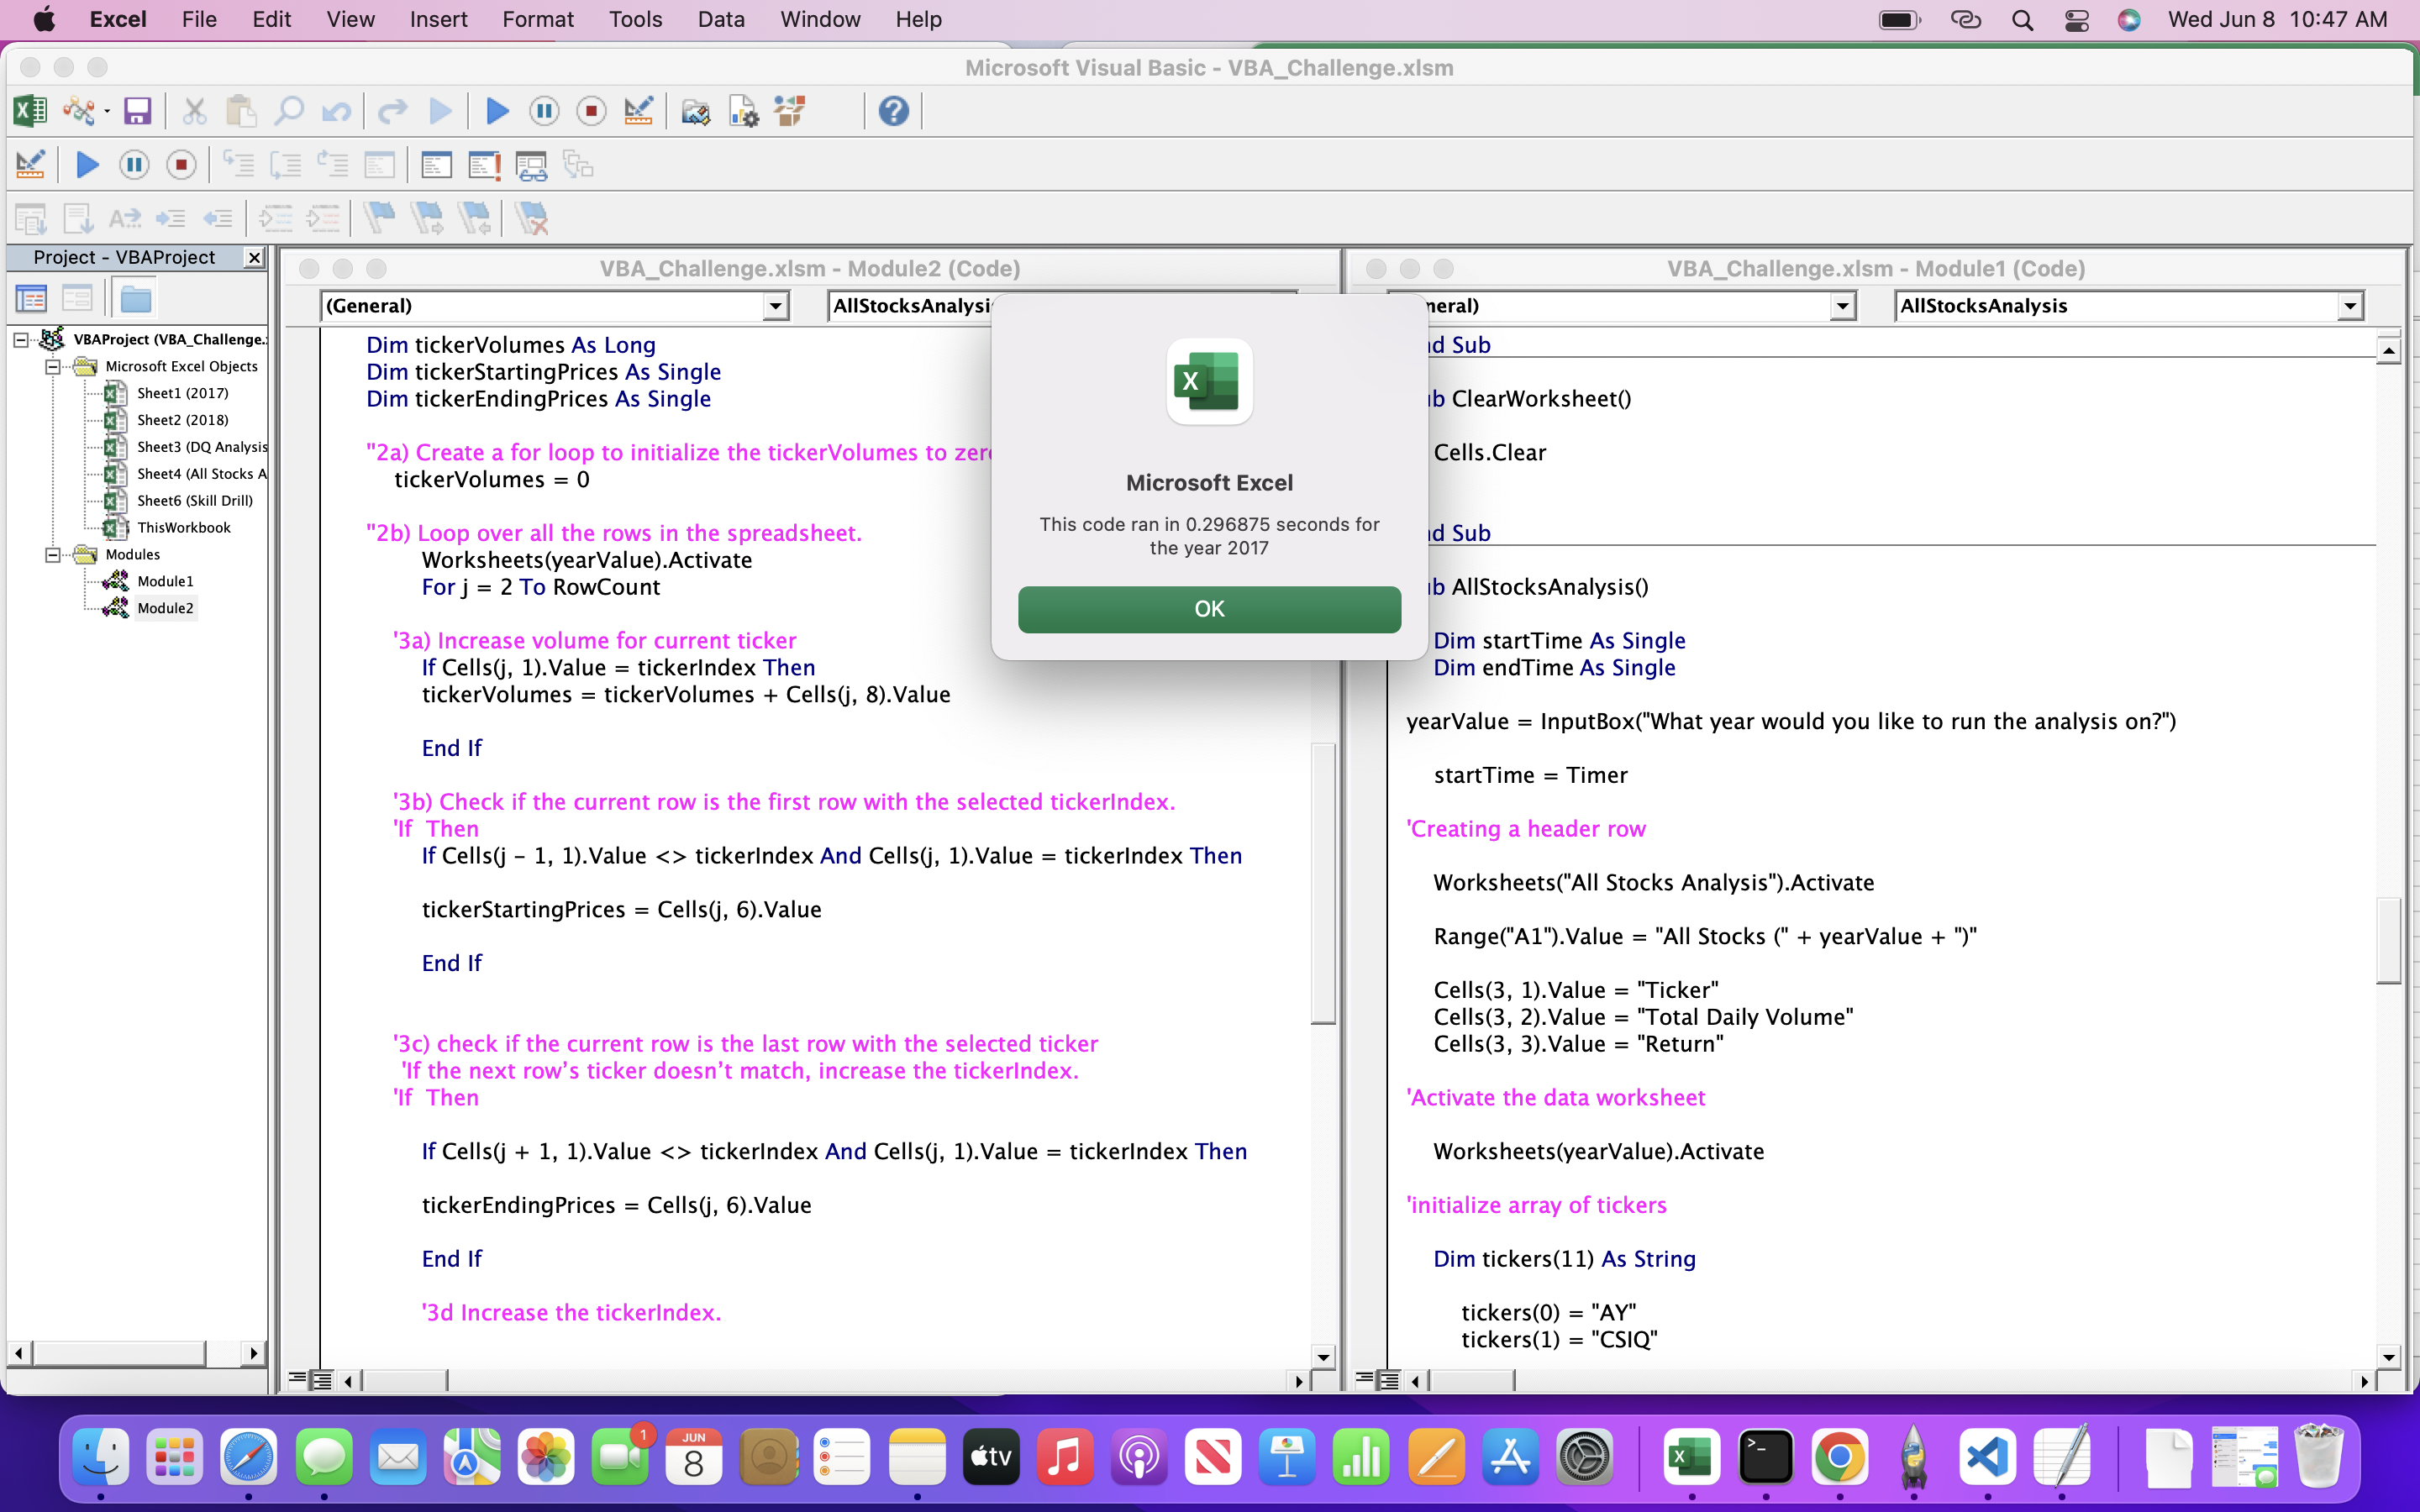 Excel File Edit View Insert Format Tools Data Window Help Wed Jun 8 10:47 AM
Microsoft Visual Basic - VBA_Challenge.xlsm
Project - VBAProject
VBAProject (VBA_Challenge.
Microsoft Excel Objects
Sheet1 (2017)
Sheet2 (2018)
Sheet3 (DQ Analysis
Sheet4 (All Stocks A
Sheet6 (Skill Drill)
ThisWorkbook
Modules
Module1
Module2
VBA_Challenge.xlsm - Module2 (Code)
(General) AllStocksAnalysi
Dim tickerVolumes As Long
Dim tickerStartingPrices As Single
Dim tickerEndingPrices As Single
"2a) Create a for loop to initialize the tickerVolumes to zer
tickerVolumes = 0
"2b) Loop over all the rows in the spreadsheet.
Worksheets(yearValue).Activate
For j = 2 To RowCount
'3a) Increase volume for current ticker
If Cells(j, 1).Value = tickerIndex Then
tickerVolumes = tickerVolumes + Cells(j, 8).Value
End If
'3b) Check if the current row is the first row with the selected tickerIndex.
'If  Then
If Cells(j - 1, 1).Value <> tickerIndex And Cells(j, 1).Value = tickerIndex Then
tickerStartingPrices = Cells(j, 6).Value
End If
'3c) check if the current row is the last row with the selected ticker
'If the next row’s ticker doesn’t match, increase the tickerIndex.
'If  Then
If Cells(j + 1, 1).Value <> tickerIndex And Cells(j, 1).Value = tickerIndex Then
tickerEndingPrices = Cells(j, 6).Value
End If
'3d Increase the tickerIndex.
Microsoft Excel
This code ran in 0.296875 seconds for
the year 2017
OK
VBA_Challenge.xlsm - Module1 (Code)
neral) AllStocksAnalysis
nd Sub
ub ClearWorksheet()
Cells.Clear
nd Sub
ub AllStocksAnalysis()
Dim startTime As Single
Dim endTime As Single
yearValue = InputBox("What year would you like to run the analysis on?")
startTime = Timer
'Creating a header row
Worksheets("All Stocks Analysis").Activate
Range("A1").Value = "All Stocks (" + yearValue + ")"
Cells(3, 1).Value = "Ticker"
Cells(3, 2).Value = "Total Daily Volume"
Cells(3, 3).Value = "Return"
'Activate the data worksheet
Worksheets(yearValue).Activate
'initialize array of tickers
Dim tickers(11) As String
tickers(0) = "AY"
tickers(1) = "CSIQ"
1
JUN
8
tv